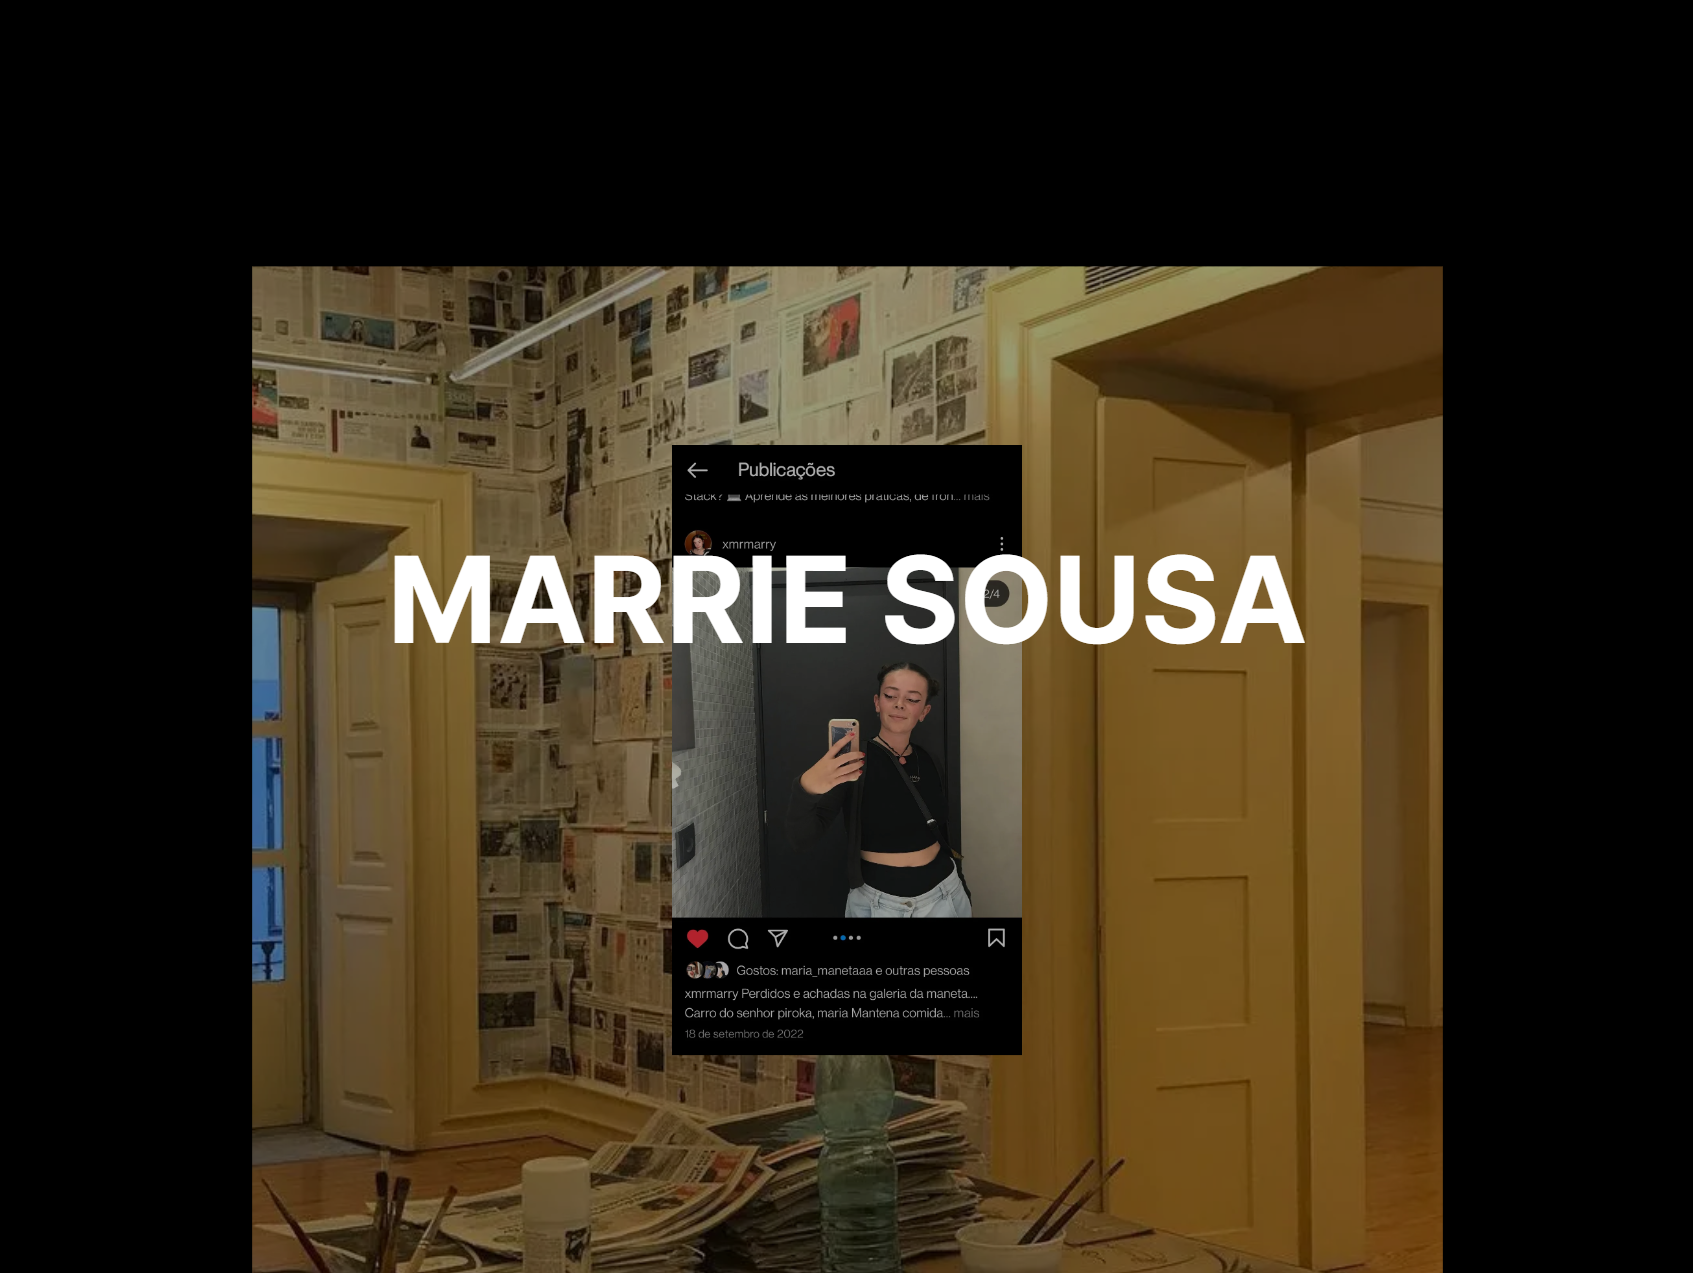 Publicações
Stack? 💻 Aprende as melhores práticas, de fron... mais
xmrmarry
2/4
MARRIE SOUSA
Gostos: maria_manetaaa e outras pessoas
xmrmarry Perdidos e achadas na galeria da maneta....
Carro do senhor piroka, maria Mantena comida... mais
18 de setembro de 2022